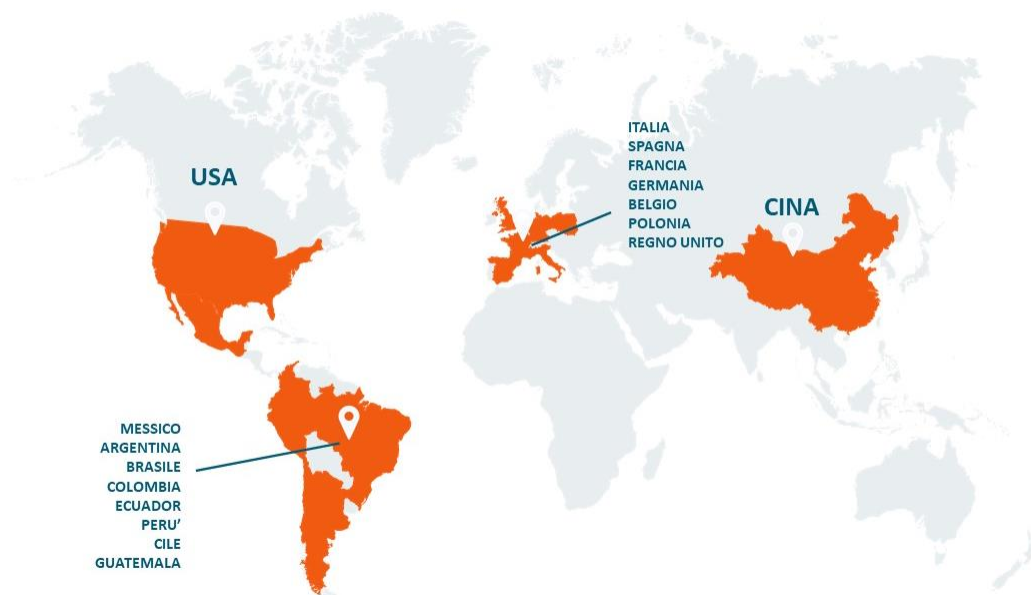 USA
ITALIA
SPAGNA
FRANCIA
GERMANIA
BELGIO
POLONIA
REGNO UNITO
CINA
MESSICO
ARGENTINA
BRASILE
COLOMBIA
ECUADOR
PERU’
CILE
GUATEMALA